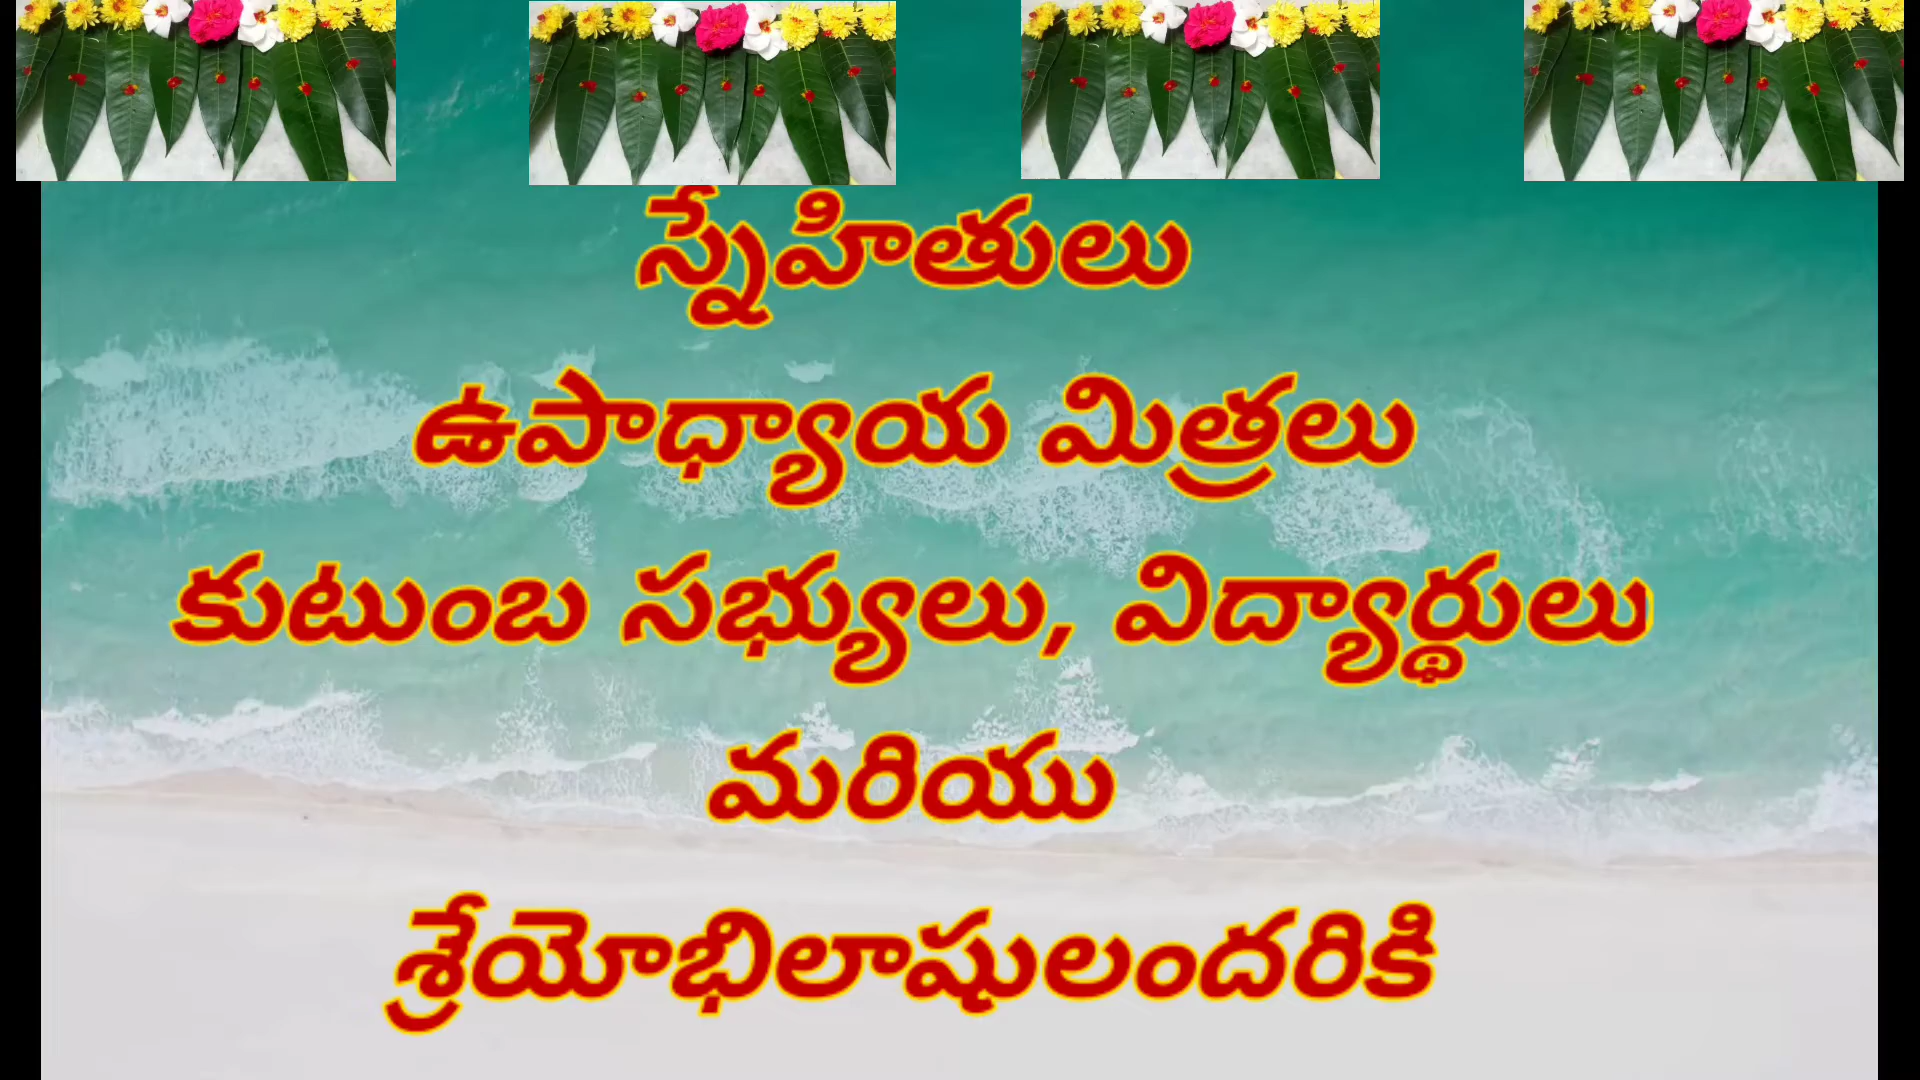 స్నేహితులు
ఉపాధ్యాయ మిత్రలు
కుటుంబ సభ్యులు, విద్యార్థులు
మరియు
శ్రేయోభిలాషులందరికి